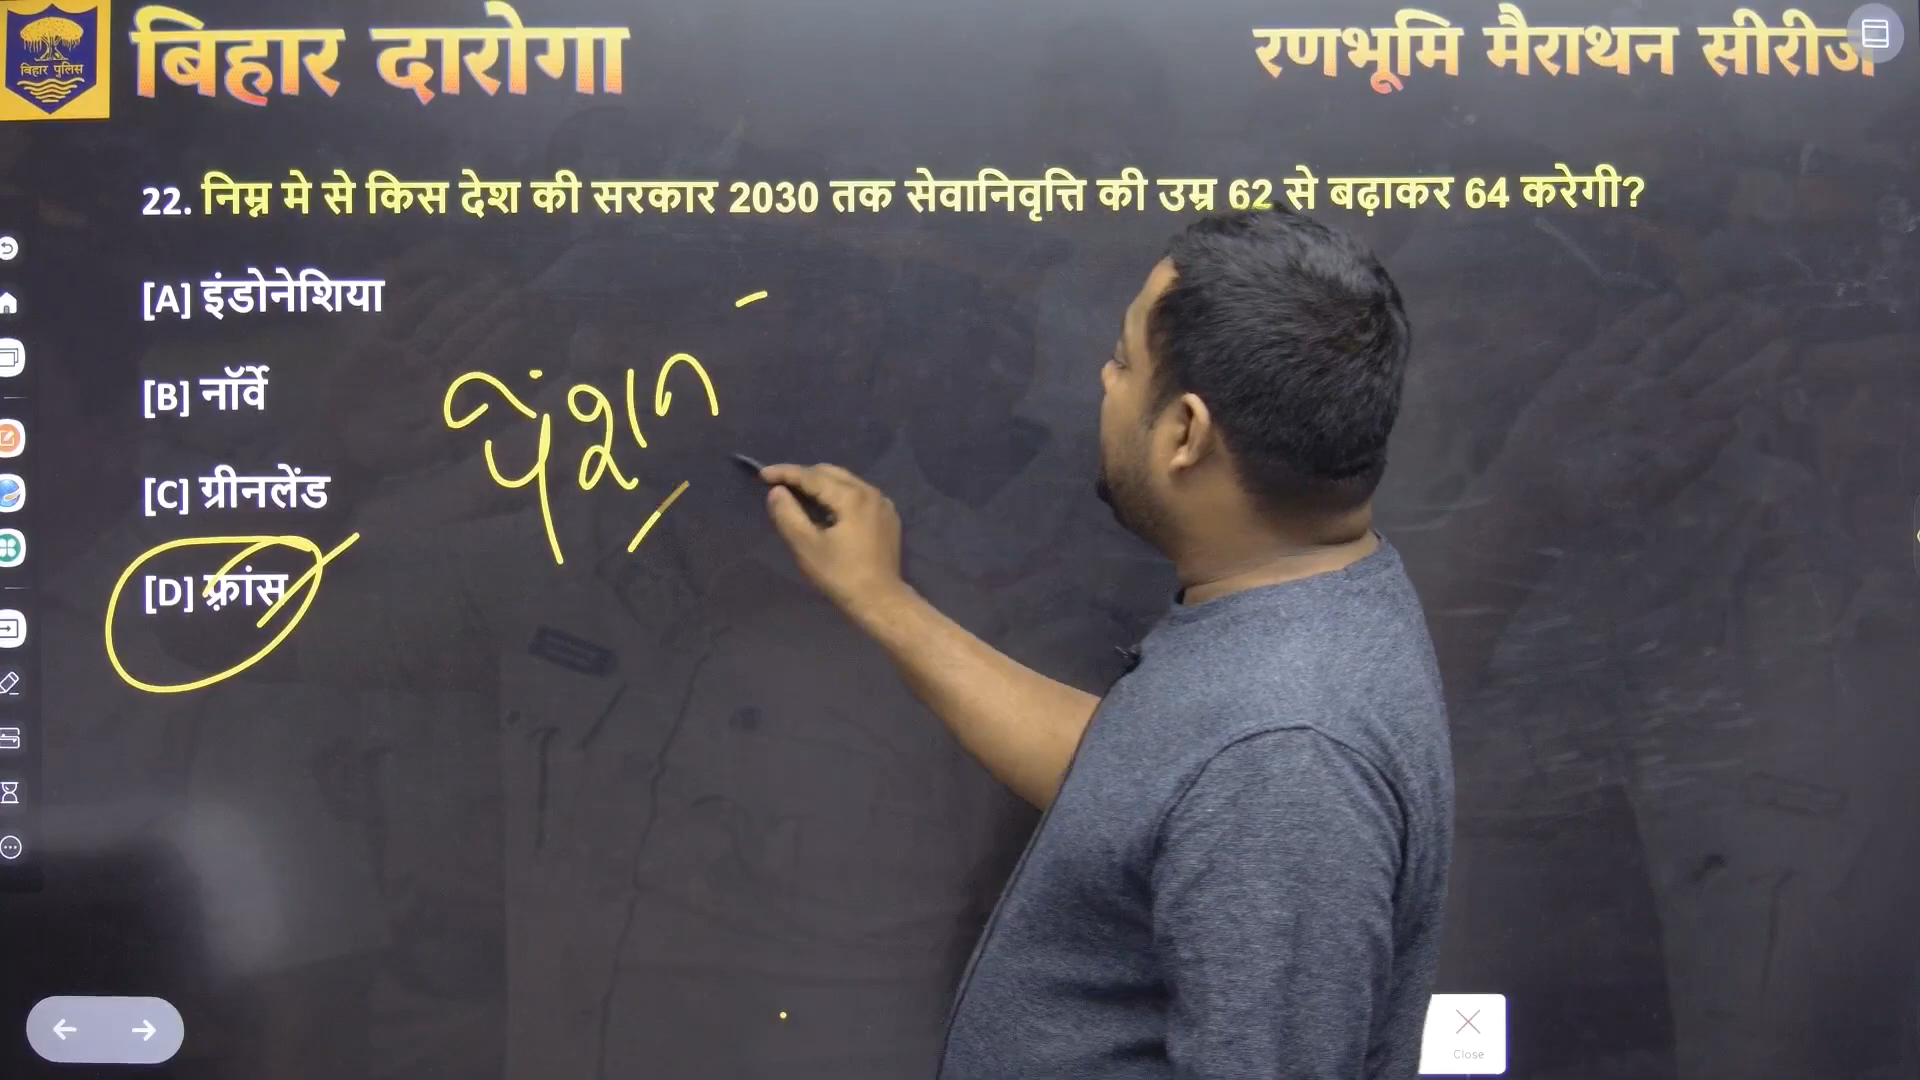 बिहार पुलिस
बिहार दारोगा
रणभूमि मैराथन सीरीज
22. निम्न मे से किस देश की सरकार 2030 तक सेवानिवृत्ति की उम्र 62 से बढ़ाकर 64 करेगी?
[A] इंडोनेशिया
[B] नॉर्वे
[C] ग्रीनलेंड
[D] फ़्रांस
पेंशन
Close